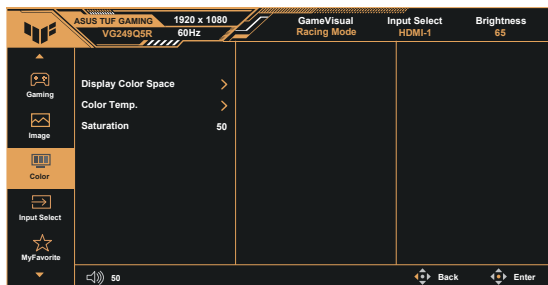 ASUS TUF GAMING
VG249Q5R
1920 x 1080
60Hz
GameVisual
Racing Mode
Input Select
HDMI-1
Brightness
65
Gaming
Image
Color
Input Select
MyFavorite
Display Color Space
Color Temp.
Saturation 50
50
Back
Enter